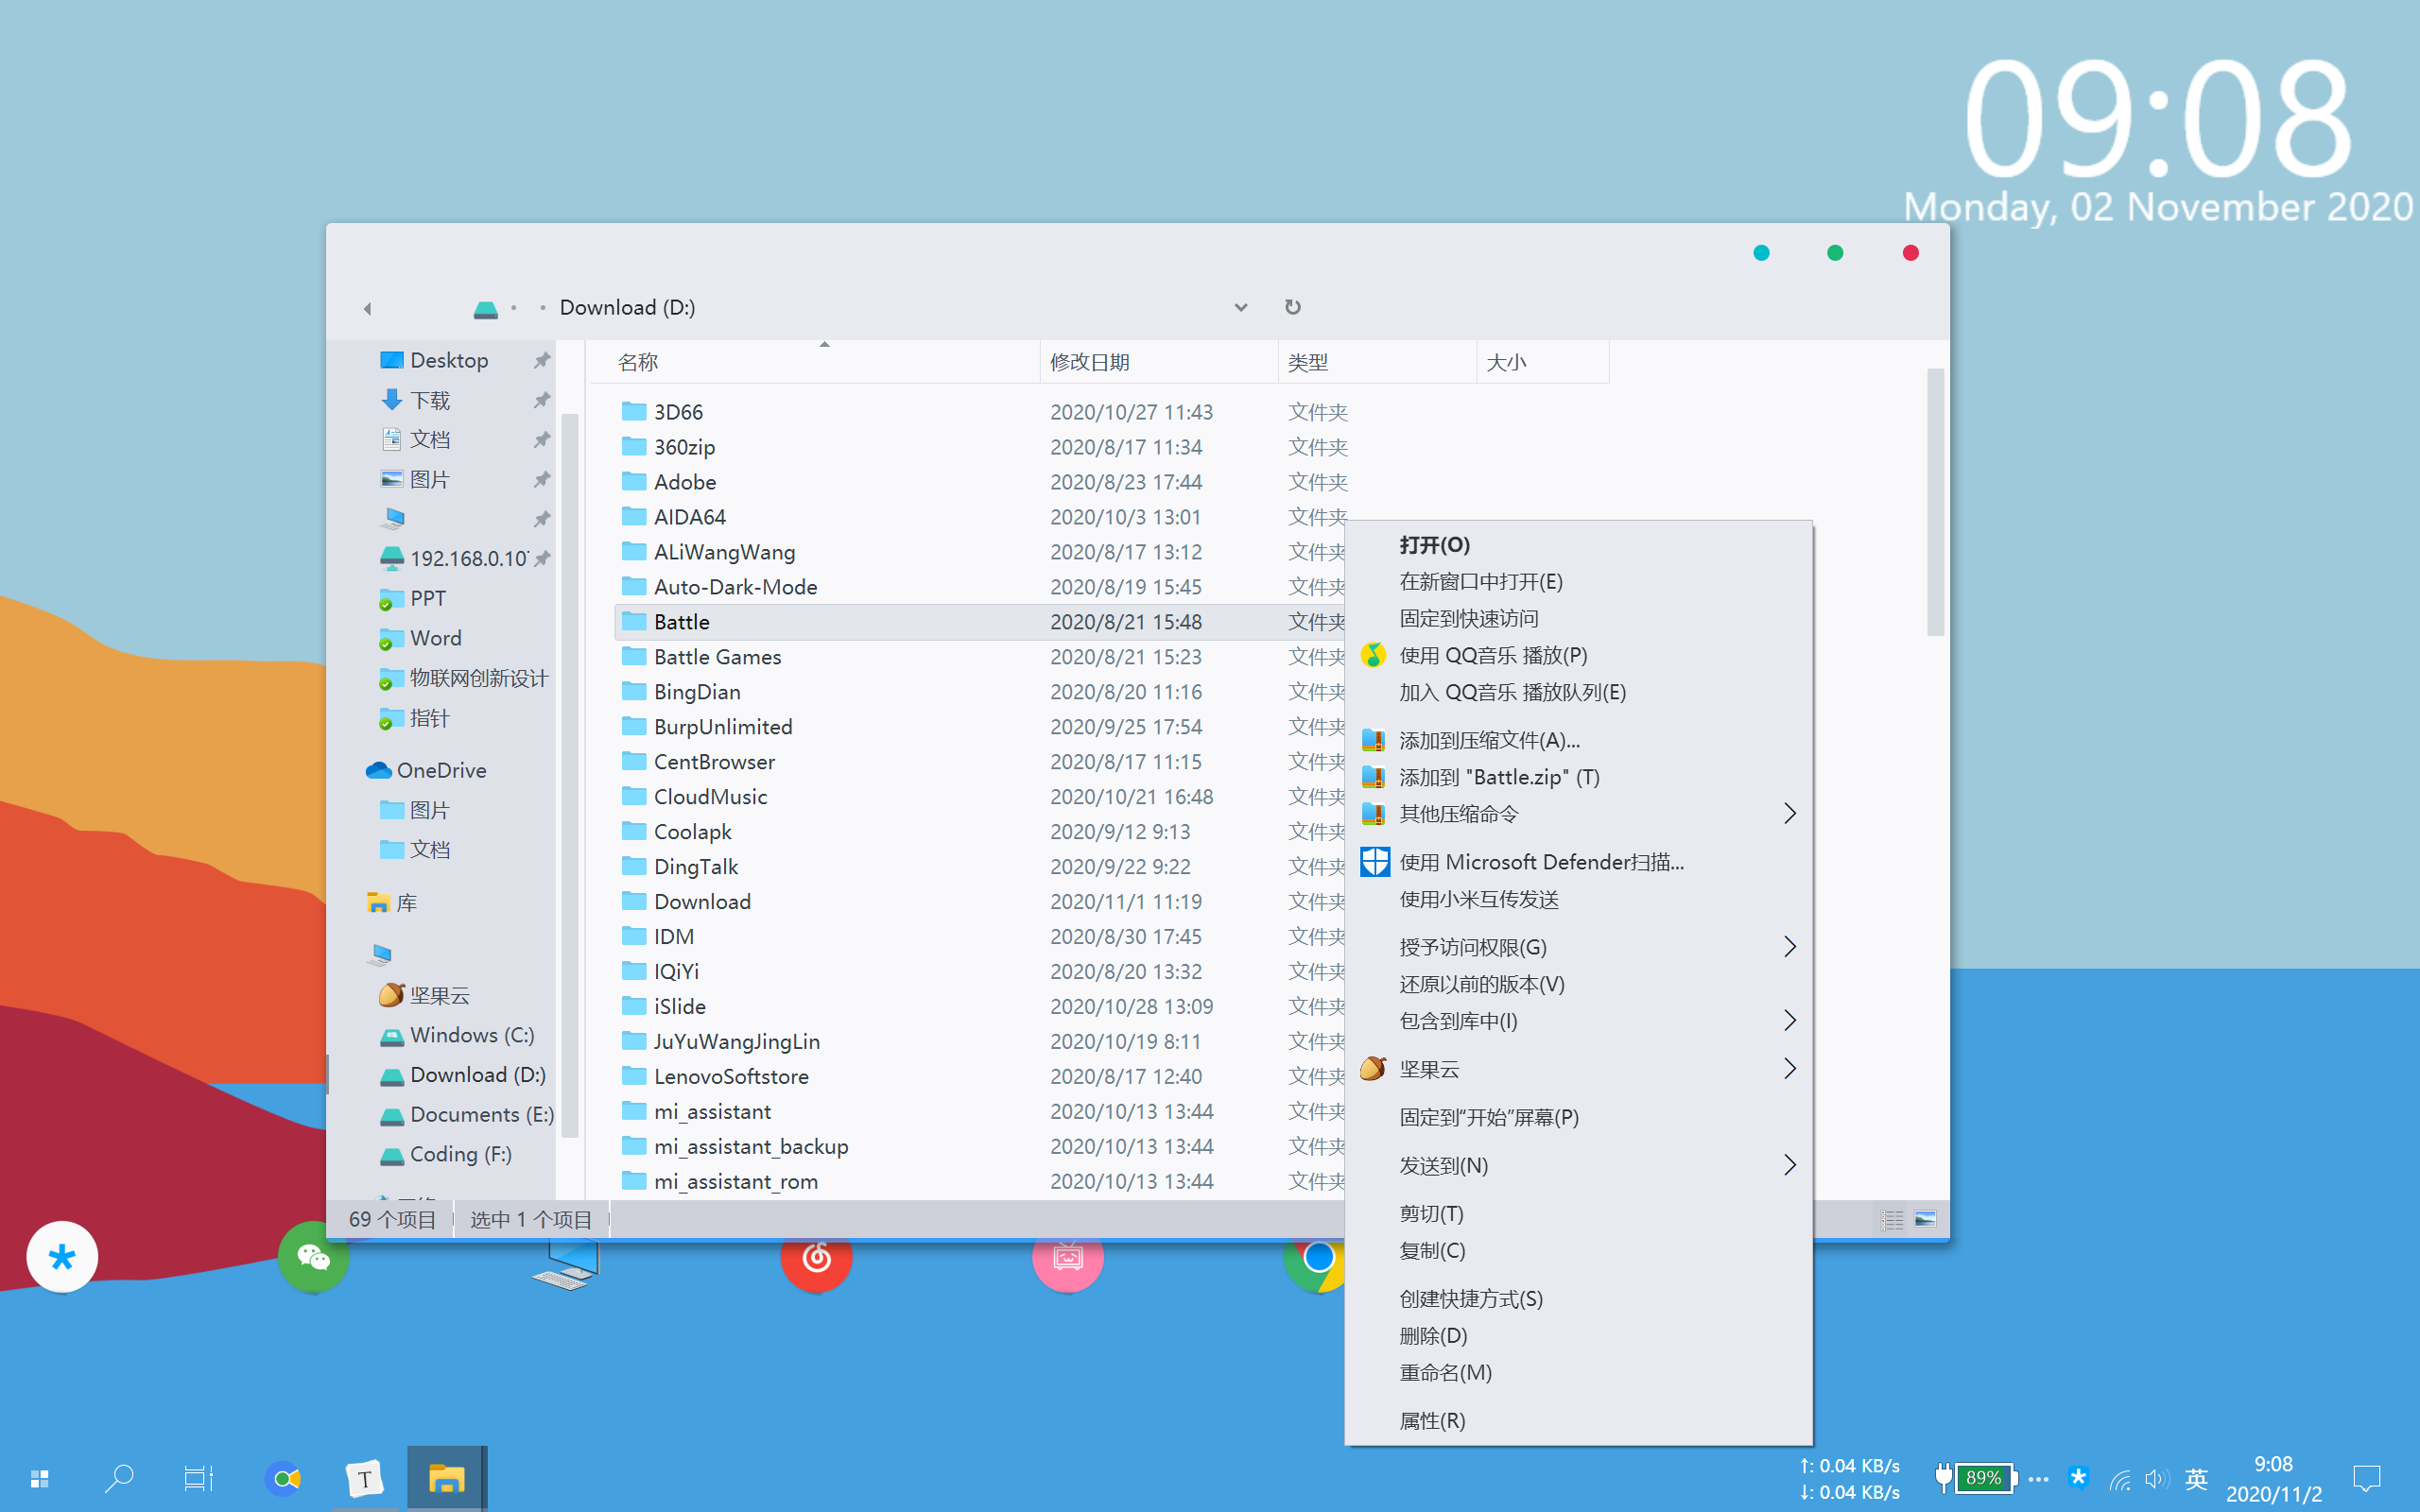 09:08
Monday, 02 November 2020
Download (D:)
Desktop
下载
文档
图片
192.168.0.10
PPT
Word
物联网创新设计
指针
OneDrive
图片
文档
库
坚果云
Windows (C:)
Download (D:)
Documents (E:)
Coding (F:)
名称 修改日期 类型 大小
3D66 2020/10/27 11:43 文件夹
360zip 2020/8/17 11:34 文件夹
Adobe 2020/8/23 17:44 文件夹
AIDA64 2020/10/3 13:01 文件夹
ALiWangWang 2020/8/17 13:12 文件夹
Auto-Dark-Mode 2020/8/19 15:45 文件夹
Battle 2020/8/21 15:48 文件夹
Battle Games 2020/8/21 15:23 文件夹
BingDian 2020/8/20 11:16 文件夹
BurpUnlimited 2020/9/25 17:54 文件夹
CentBrowser 2020/8/17 11:15 文件夹
CloudMusic 2020/10/21 16:48 文件夹
Coolapk 2020/9/12 9:13 文件夹
DingTalk 2020/9/22 9:22 文件夹
Download 2020/11/1 11:19 文件夹
IDM 2020/8/30 17:45 文件夹
IQiYi 2020/8/20 13:32 文件夹
iSlide 2020/10/28 13:09 文件夹
JuYuWangJingLin 2020/10/19 8:11 文件夹
LenovoSoftstore 2020/8/17 12:40 文件夹
mi_assistant 2020/10/13 13:44 文件夹
mi_assistant_backup 2020/10/13 13:44 文件夹
mi_assistant_rom 2020/10/13 13:44 文件夹
69 个项目 选中 1 个项目
打开(O)
在新窗口中打开(E)
固定到快速访问
使用 QQ音乐 播放(P)
加入 QQ音乐 播放队列(E)
添加到压缩文件(A)...
添加到 "Battle.zip" (T)
其他压缩命令
使用 Microsoft Defender扫描...
使用小米互传发送
授予访问权限(G)
还原以前的版本(V)
包含到库中(I)
坚果云
固定到“开始”屏幕(P)
发送到(N)
剪切(T)
复制(C)
创建快捷方式(S)
删除(D)
重命名(M)
属性(R)
T
↑: 0.04 KB/s
↓: 0.04 KB/s
89%
英
9:08
2020/11/2